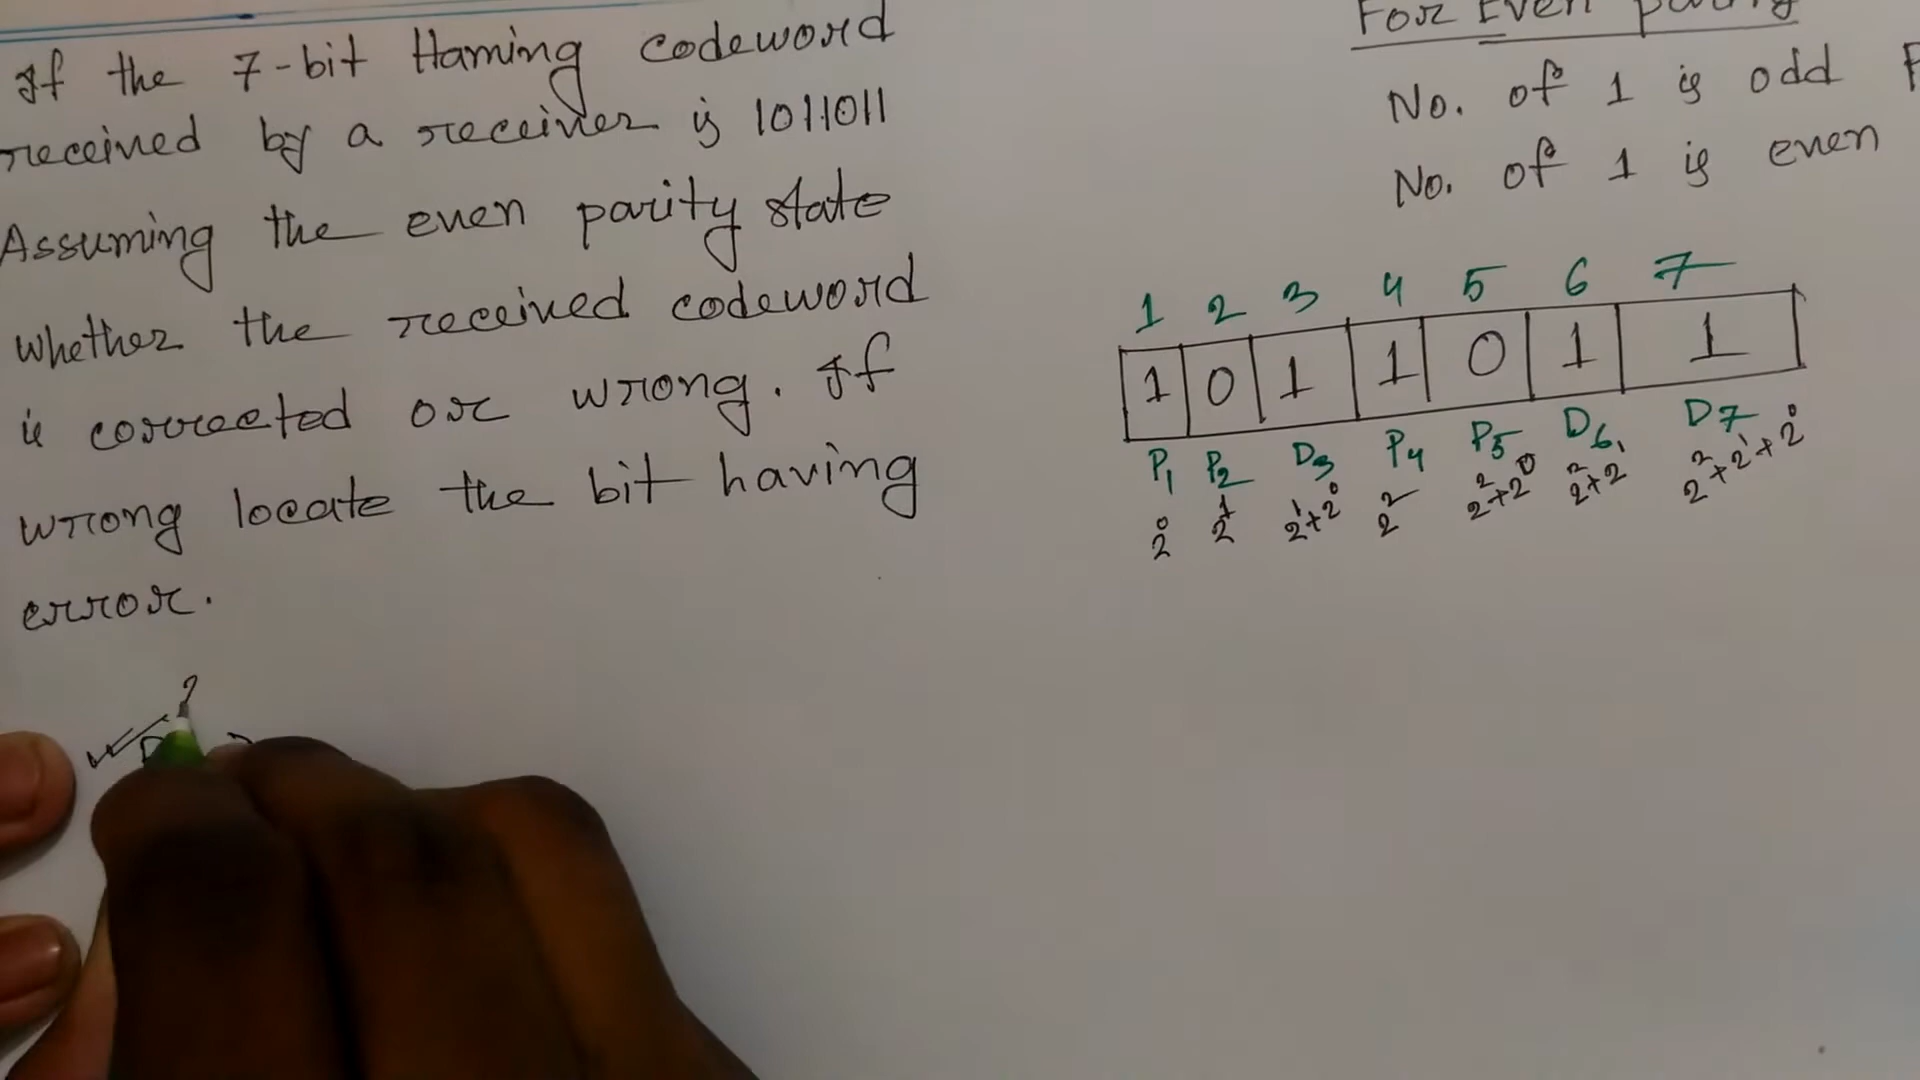 If the 7-bit Haming codeword
received by a receiver is 1011011
Assuming the even parity state
whether the received codeword
is corrected or wrong. If
wrong locate the bit having
error.
For Even parity
No. of 1 is odd P
No. of 1 is even
1 2 3 4 5 6 7
1 0 1 1 0 1 1
P1 P2 D3 P4 P5 D6 D7
2⁰ 2¹ 2¹+2⁰ 2² 2²+2⁰ 2²+2¹ 2²+2¹+2⁰